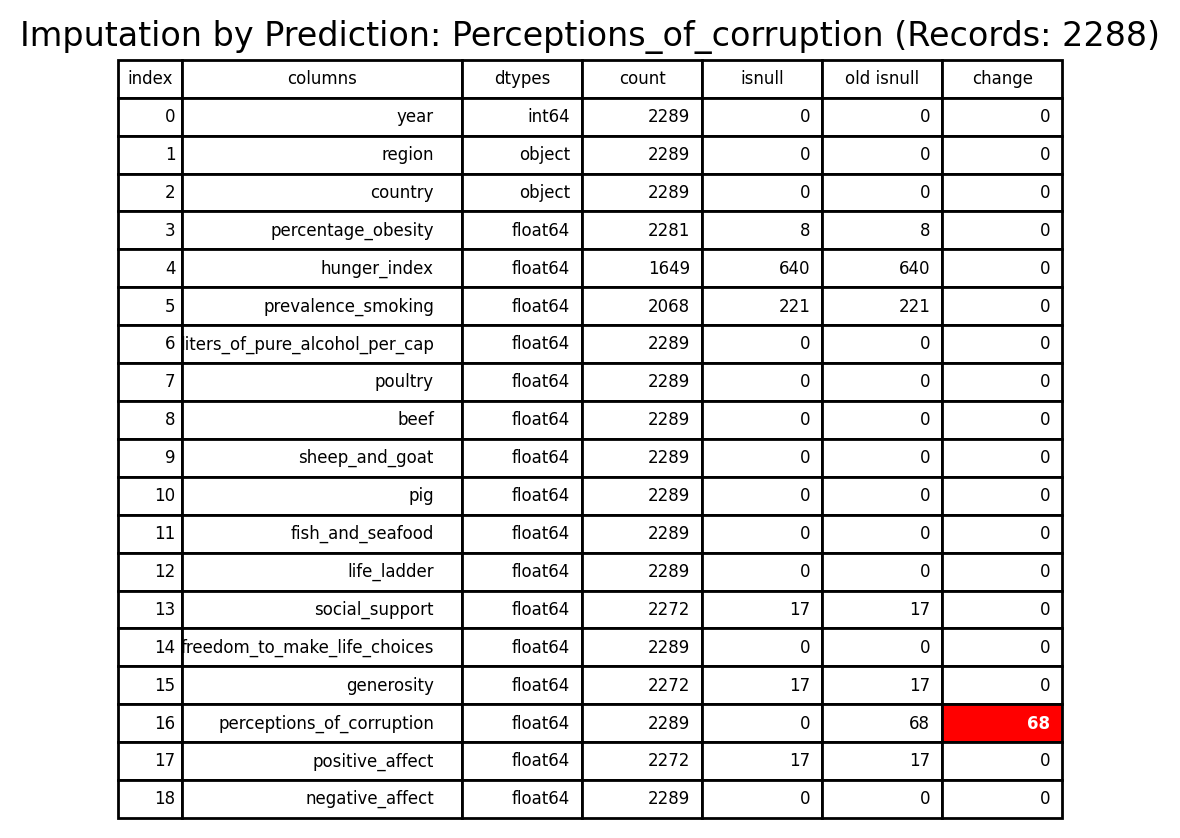 Imputation by Prediction: Perceptions_of_corruption (Records: 2288)
index columns dtypes count isnull old isnull change
0 year int64 2289 0 0 0
1 region object 2289 0 0 0
2 country object 2289 0 0 0
3 percentage_obesity float64 2281 8 8 0
4 hunger_index float64 1649 640 640 0
5 prevalence_smoking float64 2068 221 221 0
6 iters_of_pure_alcohol_per_cap float64 2289 0 0 0
7 poultry float64 2289 0 0 0
8 beef float64 2289 0 0 0
9 sheep_and_goat float64 2289 0 0 0
10 pig float64 2289 0 0 0
11 fish_and_seafood float64 2289 0 0 0
12 life_ladder float64 2289 0 0 0
13 social_support float64 2272 17 17 0
14 freedom_to_make_life_choices float64 2289 0 0 0
15 generosity float64 2272 17 17 0
16 perceptions_of_corruption float64 2289 0 68 68
17 positive_affect float64 2272 17 17 0
18 negative_affect float64 2289 0 0 0